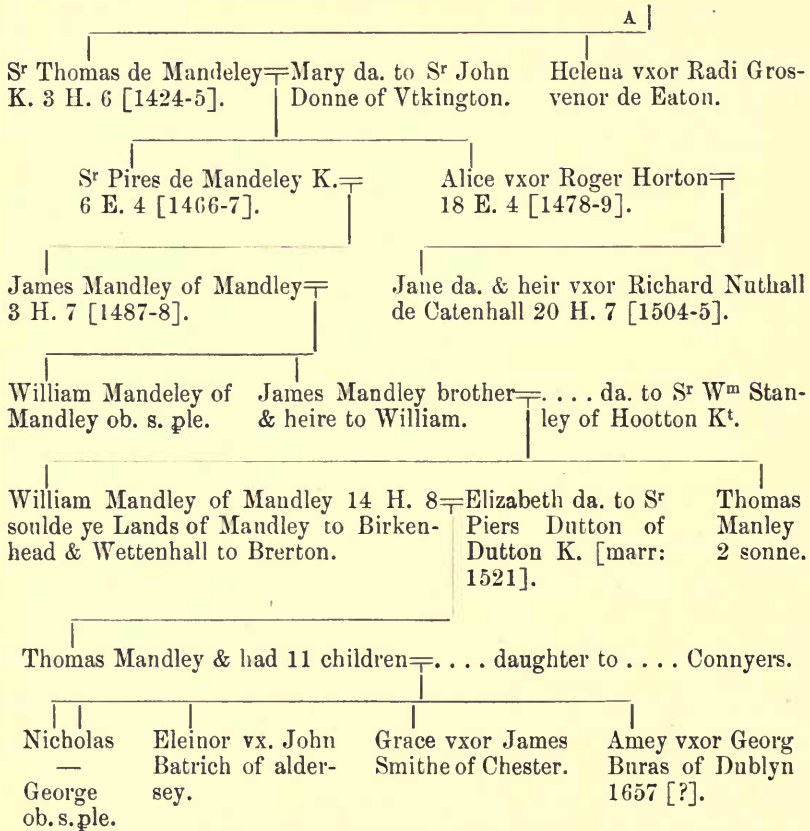 A
Sʳ Thomas de Mandeley=Mary da. to Sʳ John Helena vxor Radi Gros-
K. 3 H. 6 [1424-5]. Donne of Vtkington. venor de Eaton.
Sʳ Pires de Mandeley K.= Alice vxor Roger Horton=
6 E. 4 [1466-7]. 18 E. 4 [1478-9].
James Mandley of Mandley= Jane da. & heir vxor Richard Nuthall
3 H. 7 [1487-8]. de Catenhall 20 H. 7 [1504-5].
William Mandeley of James Mandley brother=. . . . da. to Sʳ Wᵐ Stan-
Mandley ob. s. ꝑle. & heire to William. ley of Hootton Kᵗ.
William Mandley of Mandley 14 H. 8=Elizabeth da. to Sʳ Thomas
soulde ye Lands of Mandley to Birken- Piers Dutton of Manley
head & Wettenhall to Brerton. Dutton K. [marr: 2 sonne.
1521].
Thomas Mandley & had 11 children=. . . . daughter to . . . . Connyers.
Nicholas Eleinor vx. John Grace vxor James Amey vxor Georg
— Batrich of alder- Smithe of Chester. Buras of Dublyn
George sey. 1657 [?].
ob. s. ꝑle.